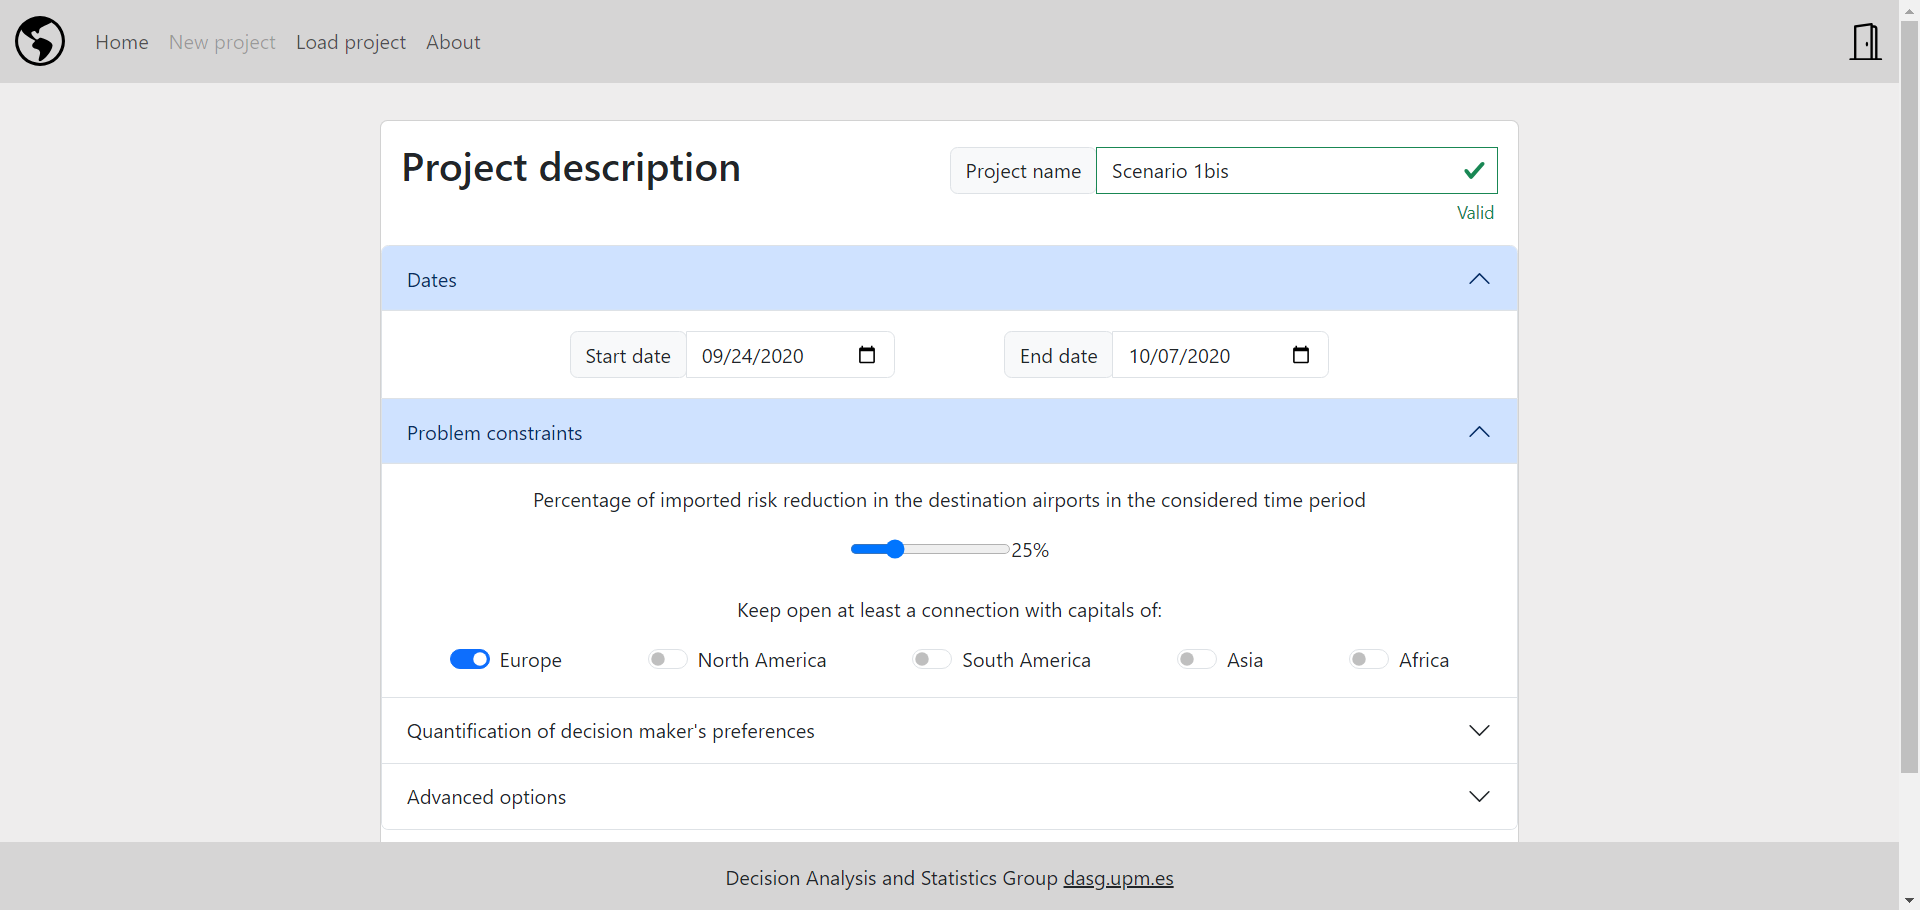 Home New project Load project About
Project description
Project name Scenario 1bis
Valid
Dates
Start date 09/24/2020 End date 10/07/2020
Problem constraints
Percentage of imported risk reduction in the destination airports in the considered time period
25%
Keep open at least a connection with capitals of:
Europe North America South America Asia Africa
Quantification of decision maker's preferences
Advanced options
Decision Analysis and Statistics Group dasg.upm.es